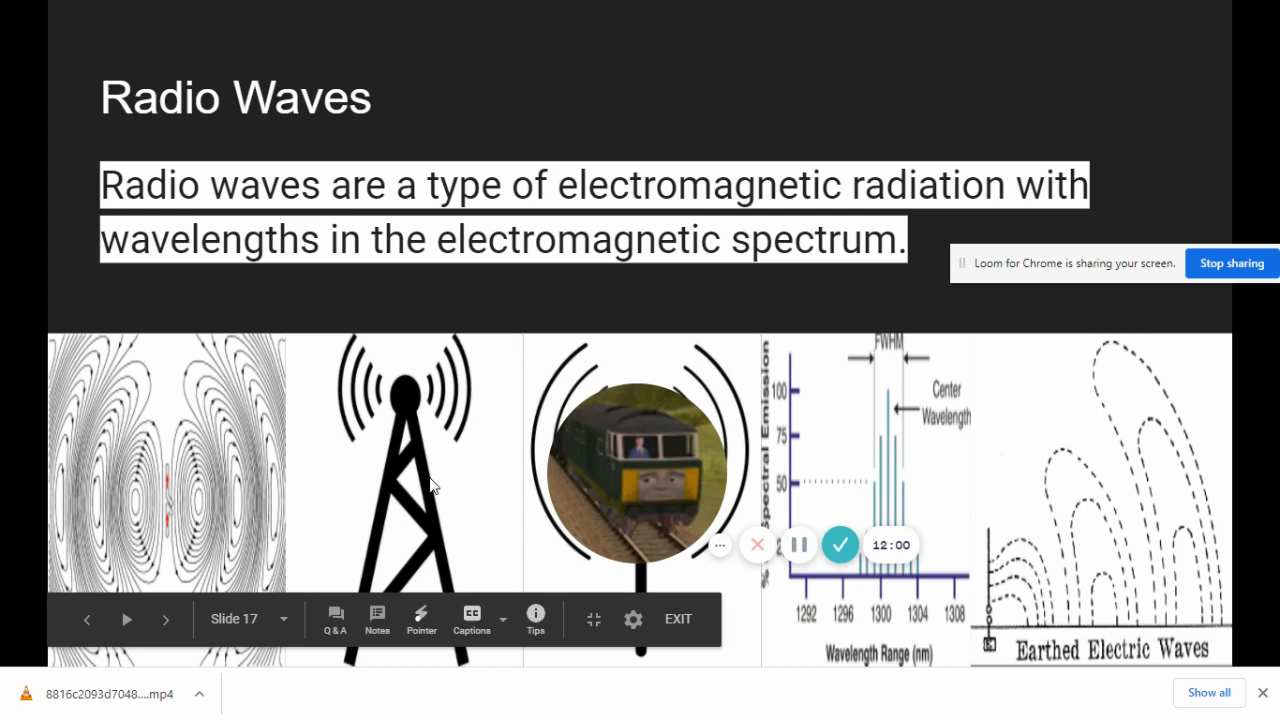 Radio Waves
Radio waves are a type of electromagnetic radiation with
wavelengths in the electromagnetic spectrum.
Loom for Chrome is sharing your screen.
Stop sharing
FWHM
Center
Wavelength
Spectral Emission
%
100
75
50
1292 1296 1300 1304 1308
Wavelength Range (nm)
Earthed Electric Waves
12:00
Slide 17
Q & A
Notes
Pointer
Captions
Tips
EXIT
8816c2093d7048....mp4
Show all